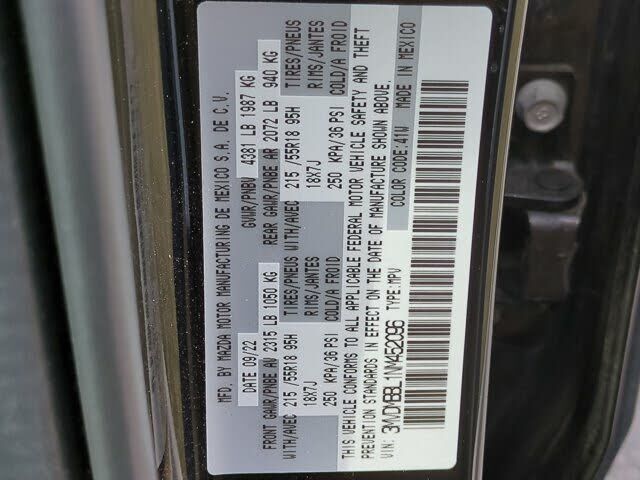 MFD. BY MAZDA MOTOR MANUFACTURING DE MEXICO S.A. DE C.V.
DATE 09/22 GVWR/PNBV 4381 LB 1987 KG
FRONT GAWR/PNBE AV 2315 LB 1050 KG REAR GAWR/PNBE AR 2072 LB 940 KG
WITH/AVEC 215 /55R18 95H TIRES/PNEUS WITH/AVEC 215 /55R18 95H TIRES/PNEUS
18X7J RIMS/JANTES 18X7J RIMS/JANTES
250 KPA/36 PSI COLD/A FROID 250 KPA/36 PSI COLD/A FROID
THIS VEHICLE CONFORMS TO ALL APPLICABLE FEDERAL MOTOR VEHICLE SAFETY AND THEFT
PREVENTION STANDARDS IN EFFECT ON THE DATE OF MANUFACTURE SHOWN ABOVE.
VIN: 3MVDMBBL1NM452096 TYPE: MPV COLOR CODE: 41W MADE IN MEXICO